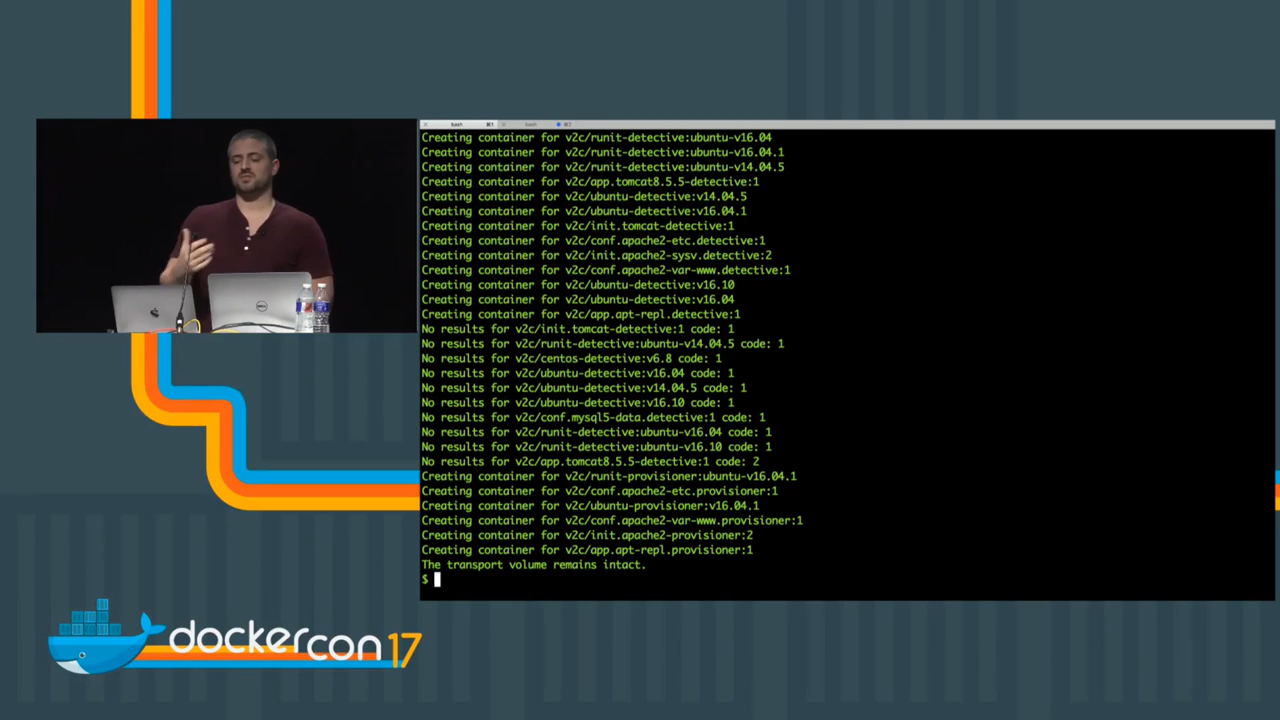 bash
⌘1
bash
⌘2
Creating container for v2c/runit-detective:ubuntu-v16.04
Creating container for v2c/runit-detective:ubuntu-v16.04.1
Creating container for v2c/runit-detective:ubuntu-v14.04.5
Creating container for v2c/app.tomcat8.5.5-detective:1
Creating container for v2c/ubuntu-detective:v14.04.5
Creating container for v2c/ubuntu-detective:v16.04.1
Creating container for v2c/init.tomcat-detective:1
Creating container for v2c/conf.apache2-etc.detective:1
Creating container for v2c/init.apache2-sysv.detective:2
Creating container for v2c/conf.apache2-var-www.detective:1
Creating container for v2c/ubuntu-detective:v16.10
Creating container for v2c/ubuntu-detective:v16.04
Creating container for v2c/app.apt-repl.detective:1
No results for v2c/init.tomcat-detective:1 code: 1
No results for v2c/runit-detective:ubuntu-v14.04.5 code: 1
No results for v2c/centos-detective:v6.8 code: 1
No results for v2c/ubuntu-detective:v16.04 code: 1
No results for v2c/ubuntu-detective:v14.04.5 code: 1
No results for v2c/ubuntu-detective:v16.10 code: 1
No results for v2c/conf.mysql5-data.detective:1 code: 1
No results for v2c/runit-detective:ubuntu-v16.04 code: 1
No results for v2c/runit-detective:ubuntu-v16.10 code: 1
No results for v2c/app.tomcat8.5.5-detective:1 code: 2
Creating container for v2c/runit-provisioner:ubuntu-v16.04.1
Creating container for v2c/conf.apache2-etc.provisioner:1
Creating container for v2c/ubuntu-provisioner:v16.04.1
Creating container for v2c/conf.apache2-var-www.provisioner:1
Creating container for v2c/init.apache2-provisioner:2
Creating container for v2c/app.apt-repl.provisioner:1
The transport volume remains intact.
$
dockercon 17